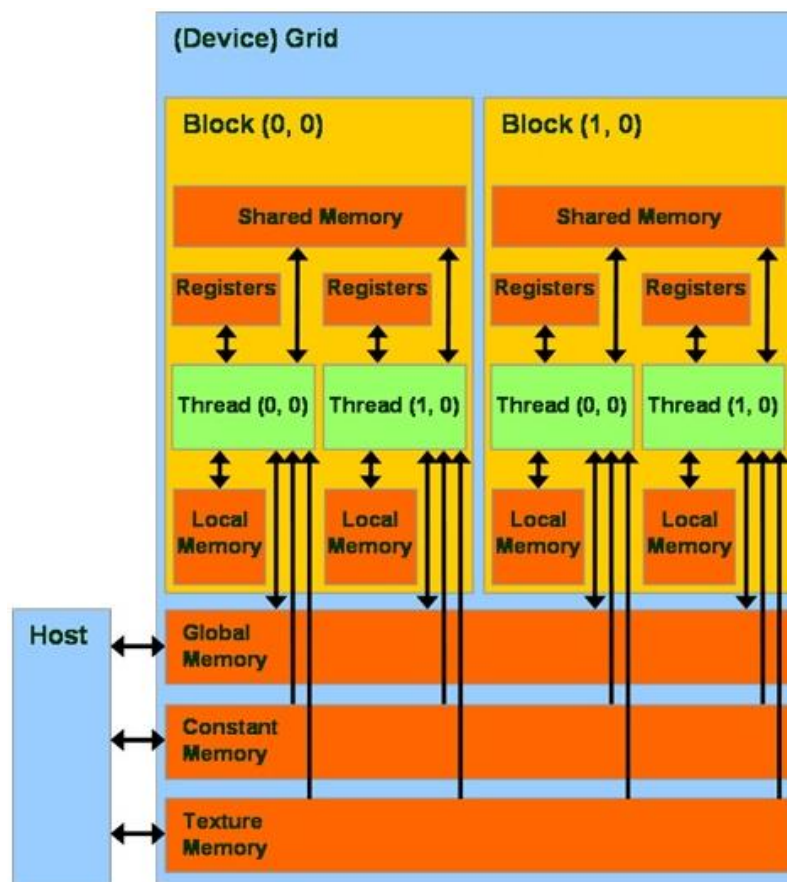 (Device) Grid
Block (0, 0)
Block (1, 0)
Shared Memory
Shared Memory
Registers
Registers
Registers
Registers
Thread (0, 0)
Thread (1, 0)
Thread (0, 0)
Thread (1, 0)
Local
Memory
Local
Memory
Local
Memory
Local
Memory
Host
Global
Memory
Constant
Memory
Texture
Memory